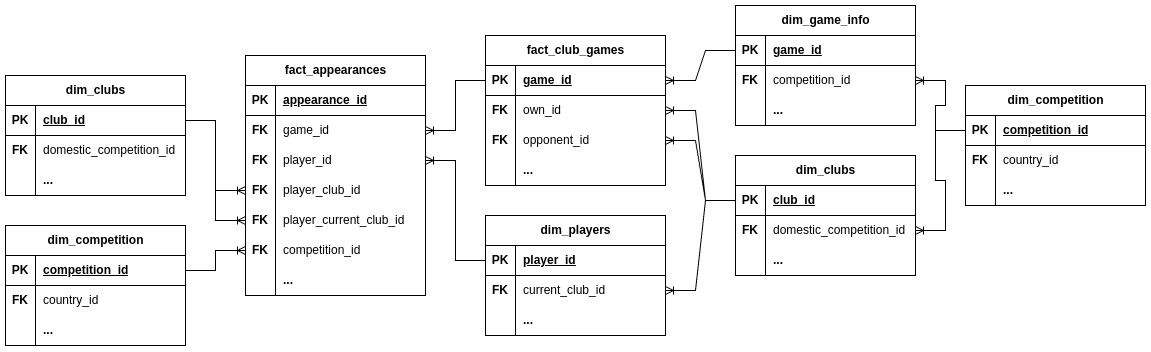 dim_clubs
PK club_id
FK domestic_competition_id
...
dim_competition
PK competition_id
FK country_id
...
fact_appearances
PK appearance_id
FK game_id
FK player_id
FK player_club_id
FK player_current_club_id
FK competition_id
...
fact_club_games
PK game_id
FK own_id
FK opponent_id
...
dim_players
PK player_id
FK current_club_id
...
dim_game_info
PK game_id
FK competition_id
...
dim_clubs
PK club_id
FK domestic_competition_id
...
dim_competition
PK competition_id
FK country_id
...